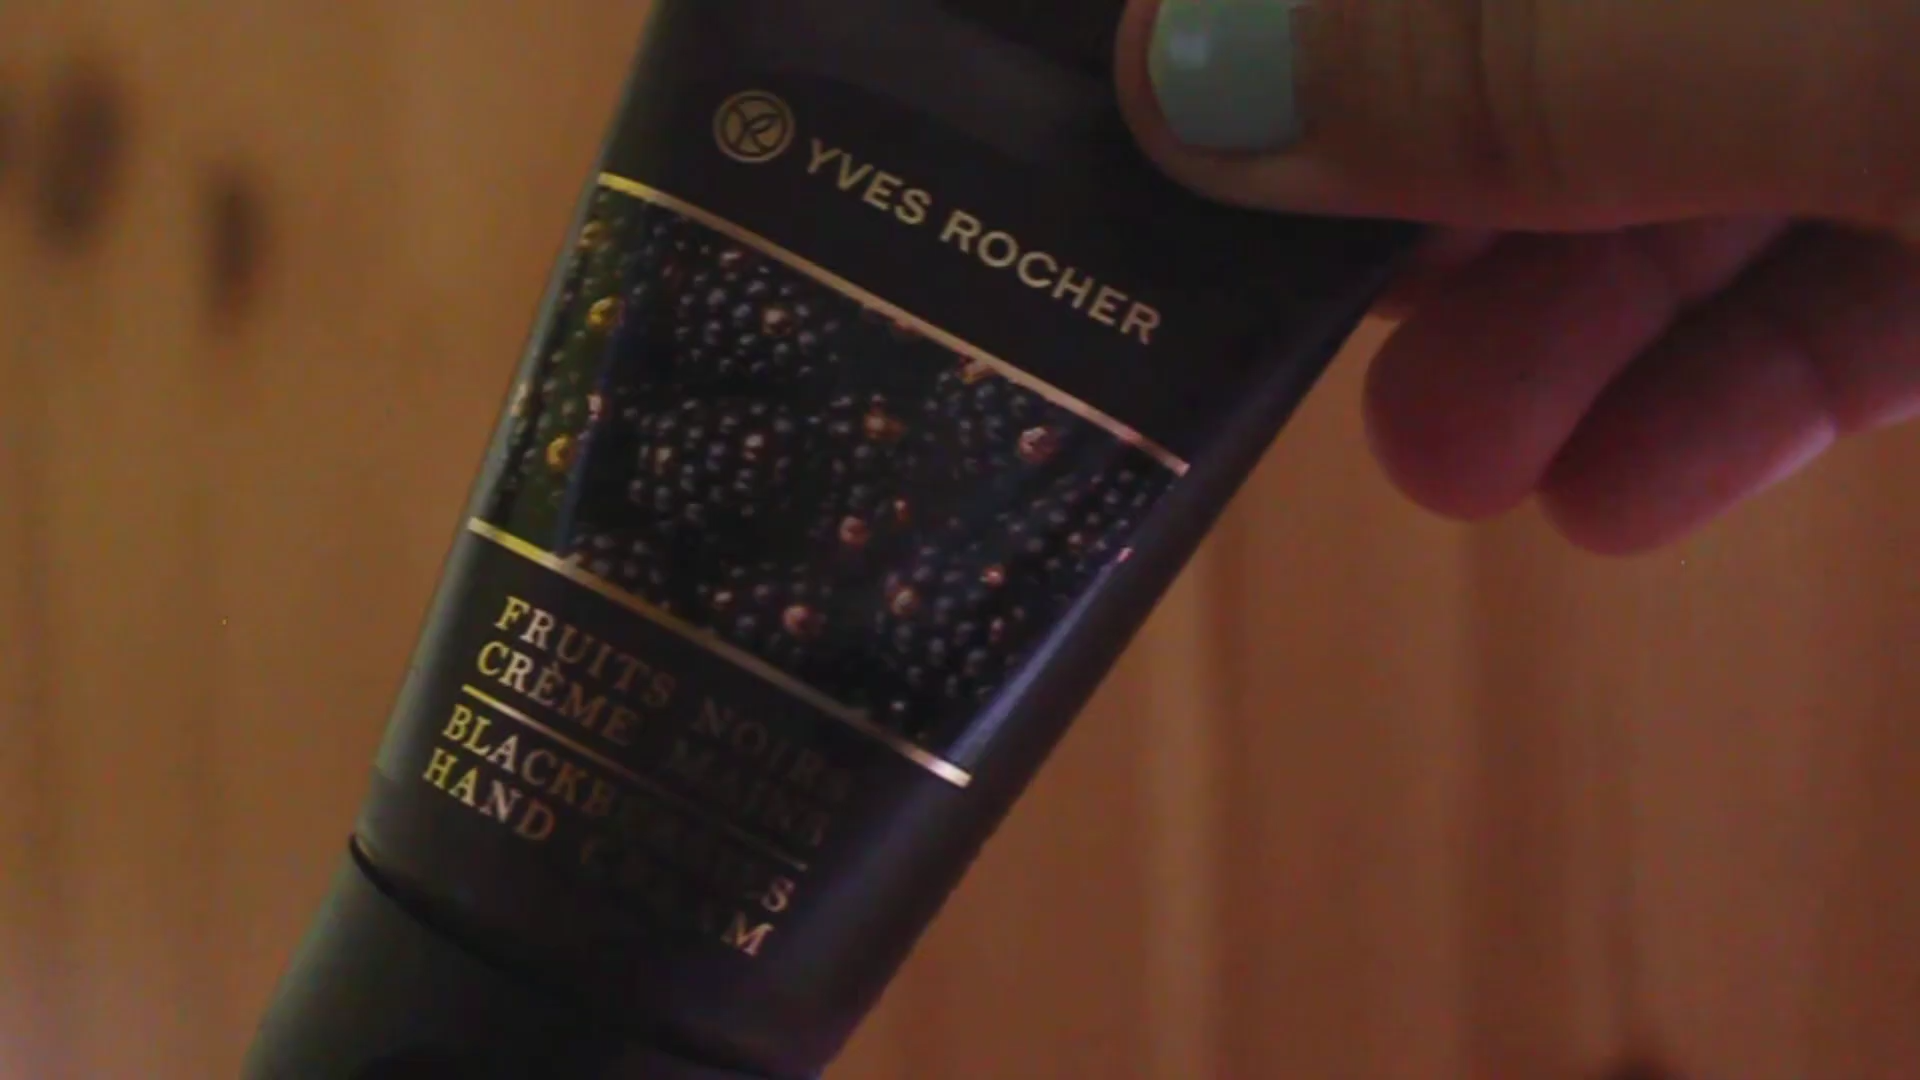 YVES ROCHER
FRUITS NOIRS
CRÈME MAINS
BLACKBERRIES
HAND CREAM